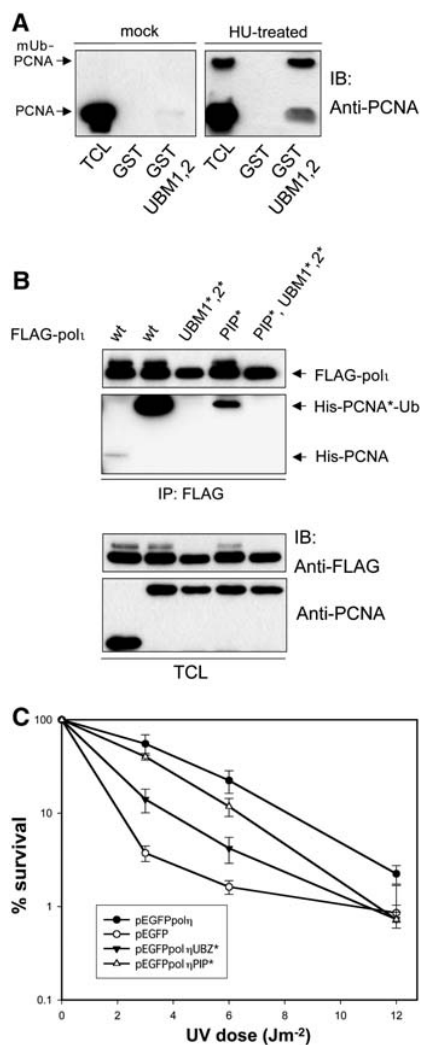 A
mock
HU-treated
mUb-
PCNA
PCNA
IB:
Anti-PCNA
TCL
GST
GST
UBM1,2
TCL
GST
GST
UBM1,2
B
FLAG-polι
wt
wt
UBM1*,2*
PIP*
PIP*, UBM1*,2*
FLAG-polι
His-PCNA*-Ub
His-PCNA
IP: FLAG
IB:
Anti-FLAG
Anti-PCNA
TCL
C
100
10
1
0.1
% survival
pEGFPpolη
pEGFP
pEGFPpolηUBZ*
pEGFPpolηPIP*
0 2 4 6 8 10 12
UV dose (Jm-2)